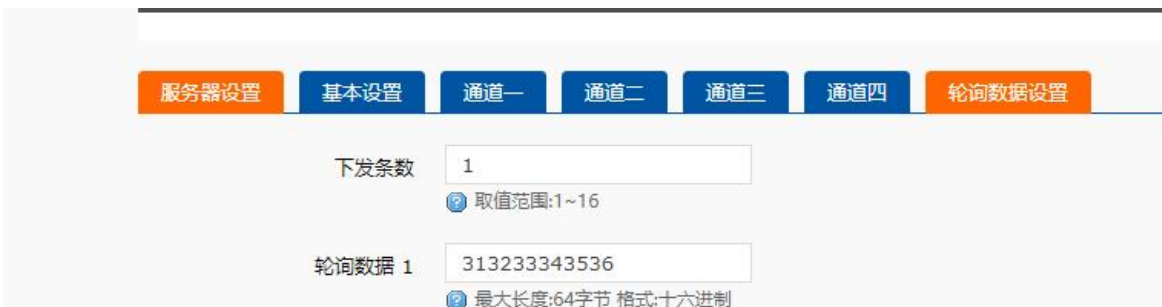 服务器设置 基本设置 通道一 通道二 通道三 通道四 轮询数据设置
下发条数 1
取值范围:1~16
轮询数据 1 313233343536
最大长度:64字节 格式:十六进制